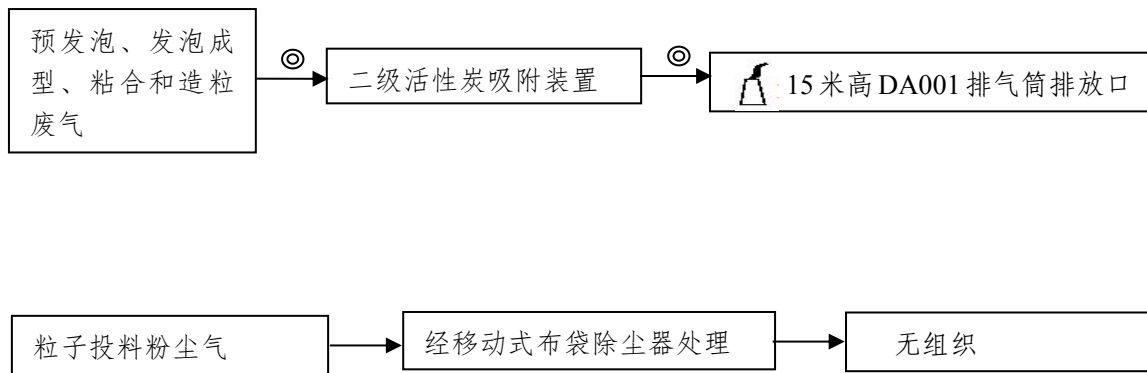 预发泡、发泡成
型、粘合和造粒
废气
二级活性炭吸附装置
15米高DA001排气筒排放口
粒子投料粉尘气
经移动式布袋除尘器处理
无组织